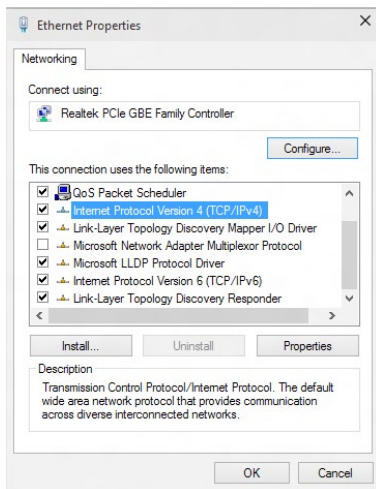 Ethernet Properties
Networking
Connect using:
Realtek PCIe GBE Family Controller
Configure...
This connection uses the following items:
QoS Packet Scheduler
Internet Protocol Version 4 (TCP/IPv4)
Link-Layer Topology Discovery Mapper I/O Driver
Microsoft Network Adapter Multiplexor Protocol
Microsoft LLDP Protocol Driver
Internet Protocol Version 6 (TCP/IPv6)
Link-Layer Topology Discovery Responder
Install...
Uninstall
Properties
Description
Transmission Control Protocol/Internet Protocol. The default
wide area network protocol that provides communication
across diverse interconnected networks.
OK
Cancel